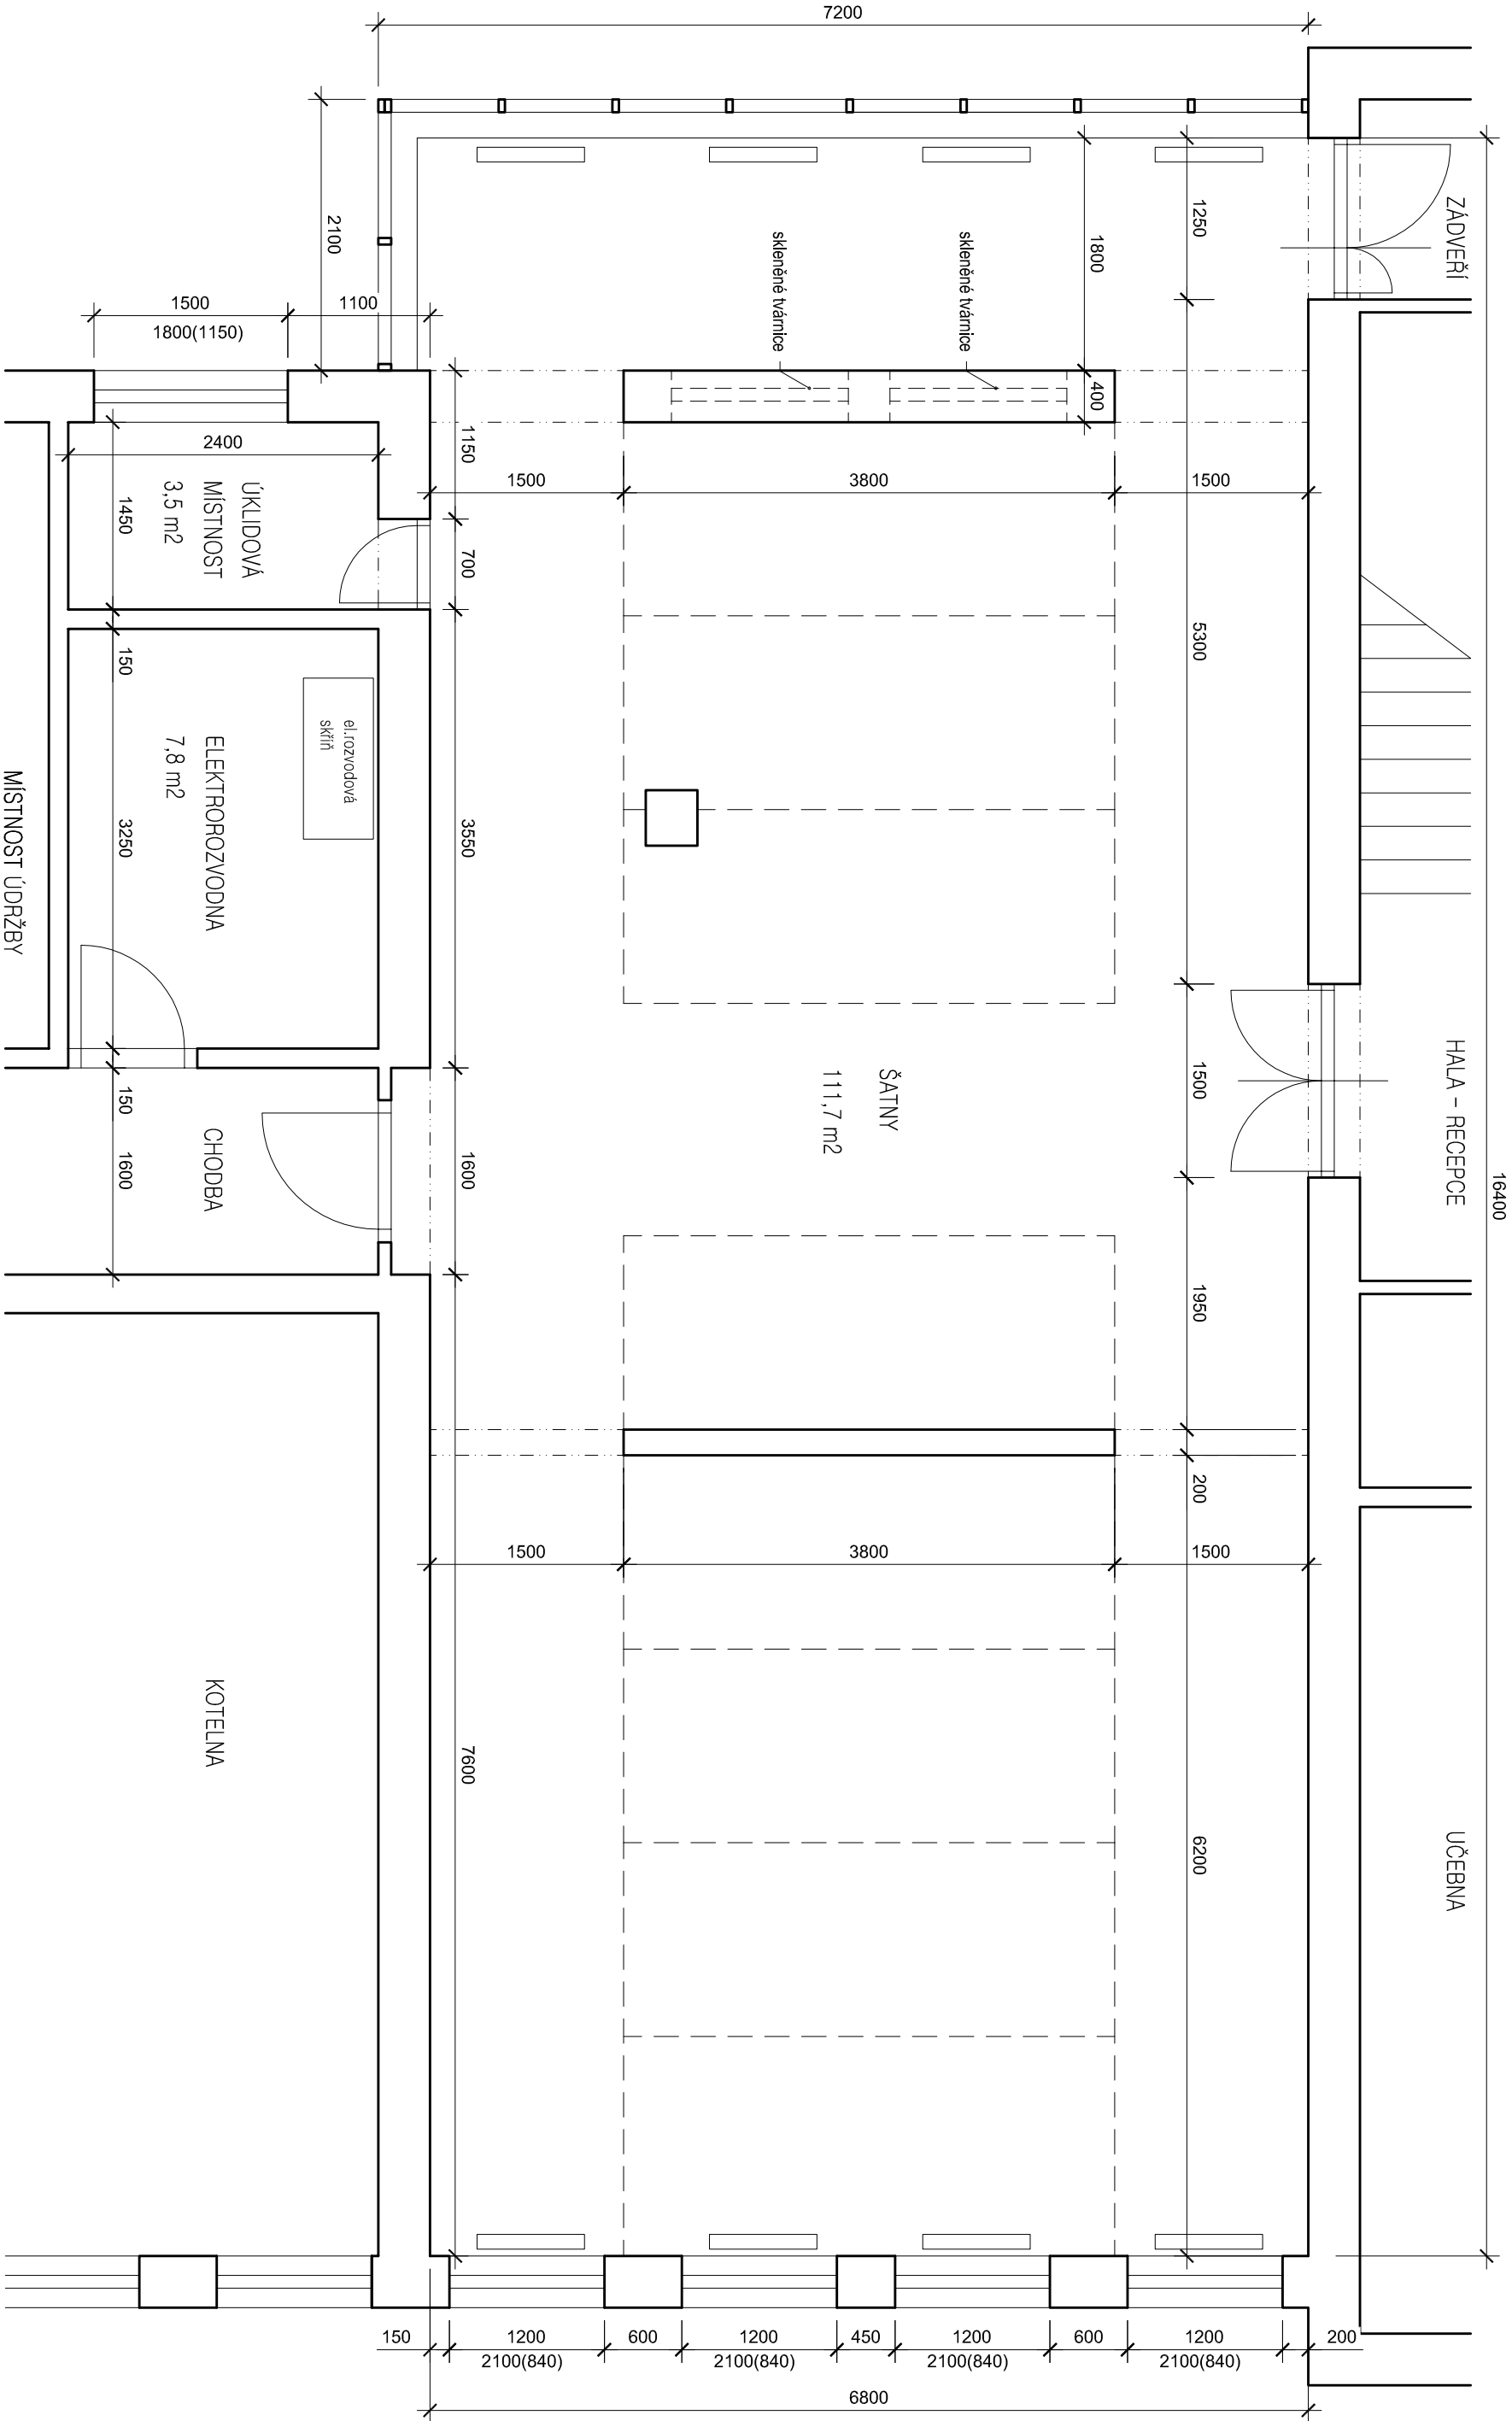 7200
2100
1500
1800(1150)
1100
1250
1800
skleněné tvárnice
skleněné tvárnice
400
ZÁDVEŘÍ
2400
1150
1500
3800
1500
ÚKLIDOVÁ
MÍSTNOST
3,5 m2
1450
700
150
5300
el.rozvodová
skříň
ELEKTROROZVODNA
7,8 m2
3250
3550
MÍSTNOST ÚDRŽBY
ŠATNY
111,7 m2
1500
HALA - RECEPCE
16400
150
CHODBA
1600
1600
1950
200
1500
3800
1500
KOTELNA
7600
6200
UČEBNA
150
1200
2100(840)
600
1200
2100(840)
450
1200
2100(840)
600
1200
2100(840)
200
6800